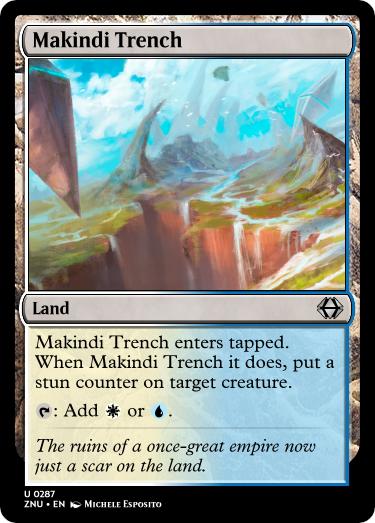 Makindi Trench
Land
Makindi Trench enters tapped.
When Makindi Trench it does, put a
stun counter on target creature.
: Add or .
The ruins of a once-great empire now
just a scar on the land.
U 0287
ZNU • EN Michele Esposito